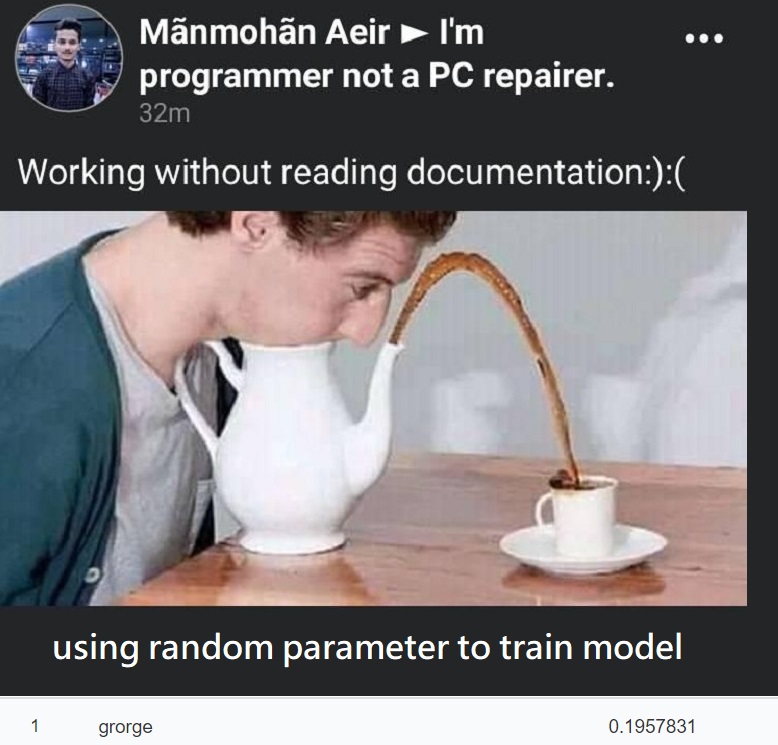 Mãnmohãn Aeir ► I'm
programmer not a PC repairer.
32m
Working without reading documentation:):(
using random parameter to train model
1 grorge 0.1957831